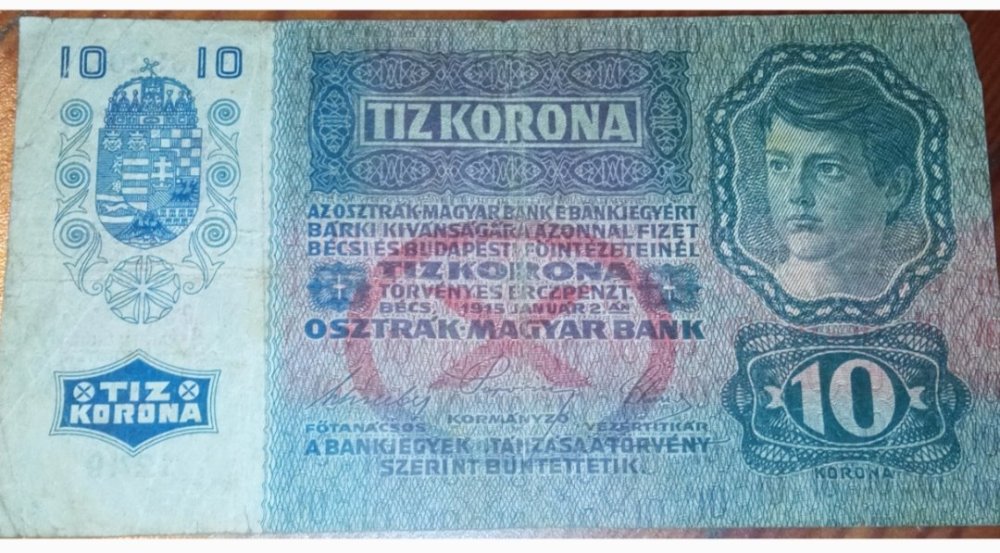 10 10
TIZ KORONA
AZ OSZTRÁK-MAGYAR BANK E BANKJEGYÉRT
BÁRKI KIVÁNSÁGÁRA AZONNAL FIZET
BÉCSI ÉS BUDAPESTI FŐINTÉZETEINÉL
TIZ KORONA
TÖRVÉNYES ÉRCZPÉNZT.
BÉCS, 1915 JANUÁR 2.ÁN
OSZTRÁK-MAGYAR BANK
KORMÁNYZÓ
FŐTANÁCSOS VEZÉRTITKÁR
A BANKJEGYEK UTÁNZÁSA A TÖRVÉNY
SZERINT BÜNTETTETIK.
TIZ
KORONA
10
KORONA